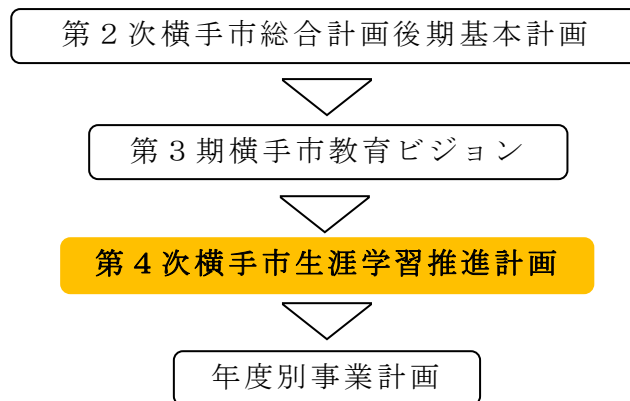 第２次横手市総合計画後期基本計画
第３期横手市教育ビジョン
第４次横手市生涯学習推進計画
年度別事業計画